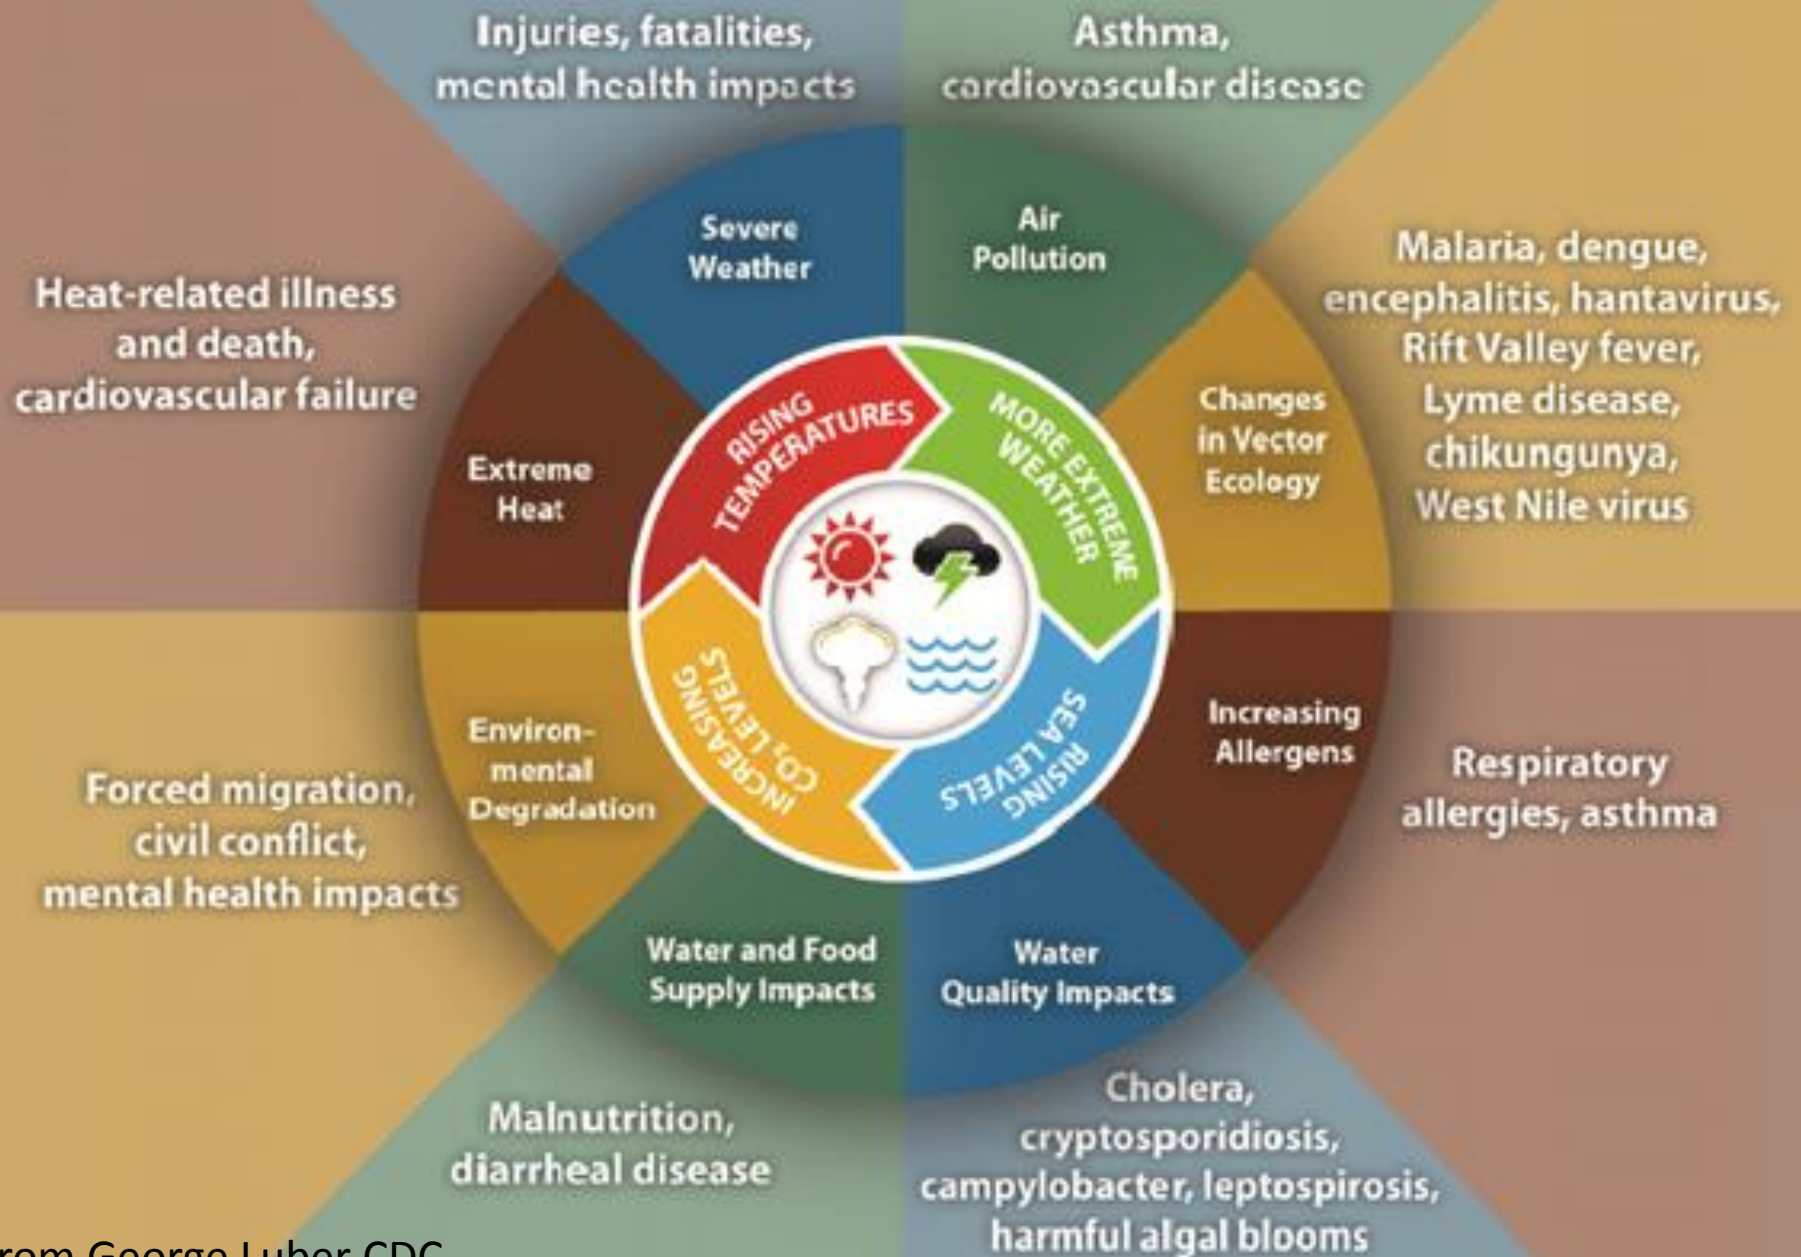 Injuries, fatalities,
mental health impacts
Asthma,
cardiovascular disease
Severe
Weather
Air
Pollution
Malaria, dengue,
encephalitis, hantavirus,
Rift Valley fever,
Lyme disease,
chikungunya,
West Nile virus
Changes
in Vector
Ecology
Heat-related illness
and death,
cardiovascular failure
Extreme
Heat
RISING
TEMPERATURES
MORE EXTREME
WEATHER
RISING
SEA LEVELS
INCREASING
CO₂ LEVELS
Increasing
Allergens
Respiratory
allergies, asthma
Environ-
mental
Degradation
Forced migration,
civil conflict,
mental health impacts
Water and Food
Supply Impacts
Water
Quality Impacts
Malnutrition,
diarrheal disease
Cholera,
cryptosporidiosis,
campylobacter, leptospirosis,
harmful algal blooms
George Luber CDC